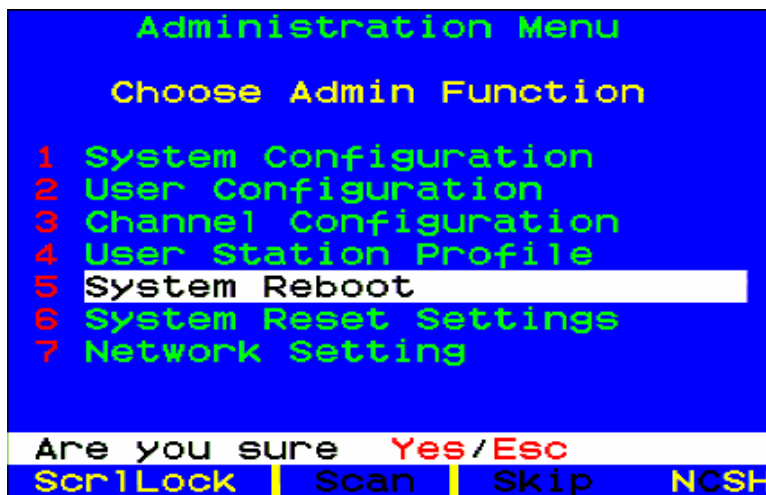 Administration Menu
Choose Admin Function
1 System Configuration
2 User Configuration
3 Channel Configuration
4 User Station Profile
5 System Reboot
6 System Reset Settings
7 Network Setting
Are you sure Yes/Esc
ScrlLock Scan Skip NCSH